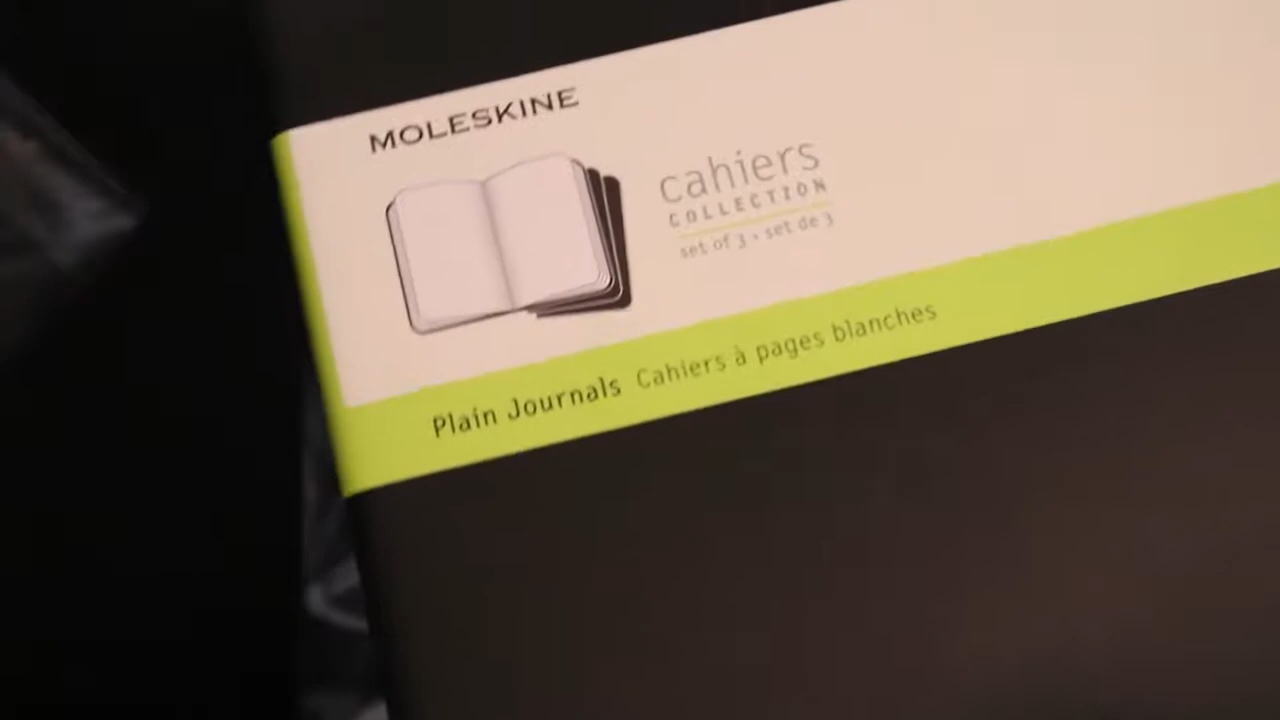 MOLESKINE
cahiers
COLLECTION
set of 3 • set de 3
Plain Journals Cahiers à pages blanches